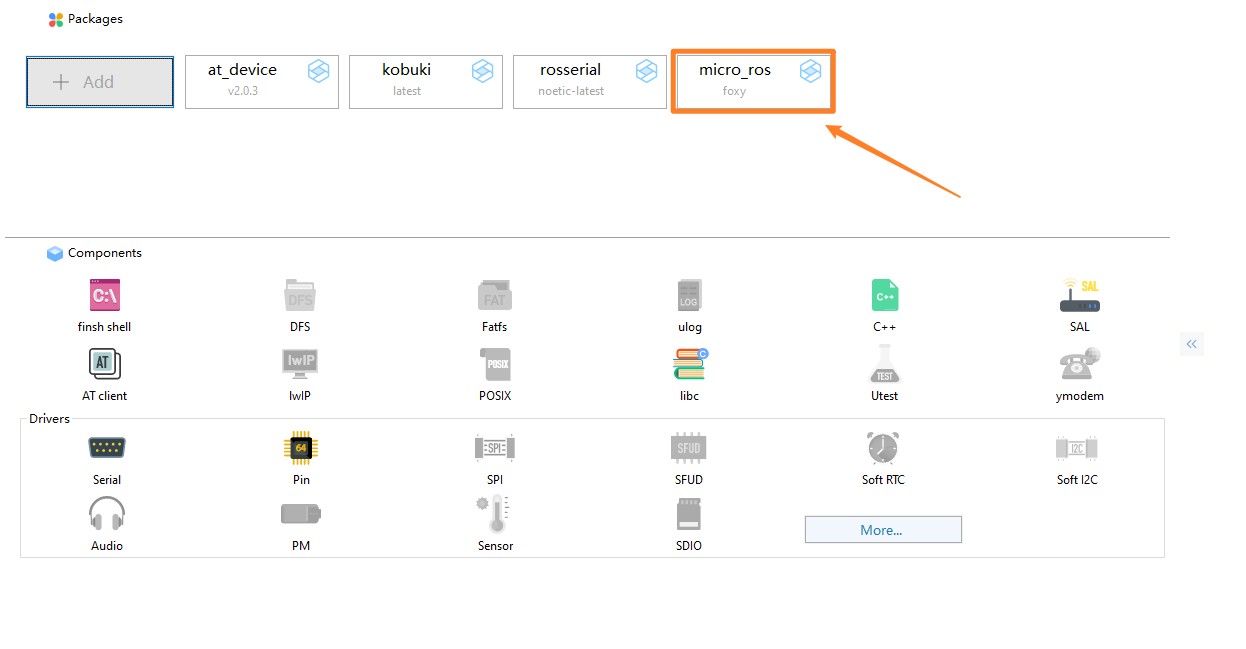 Packages
Add
at_device
v2.0.3
kobuki
latest
rosserial
noetic-latest
micro_ros
foxy
Components
C:\
DFS
FAT
LOG
C++
SAL
finsh shell
DFS
Fatfs
ulog
C++
SAL
AT
lwIP
POSIX
C
TEST
AT client
lwIP
POSIX
libc
Utest
ymodem
Drivers
64
SPI
SFUD
I2C
Serial
Pin
SPI
SFUD
Soft RTC
Soft I2C
Audio
PM
Sensor
SDIO
More...
«